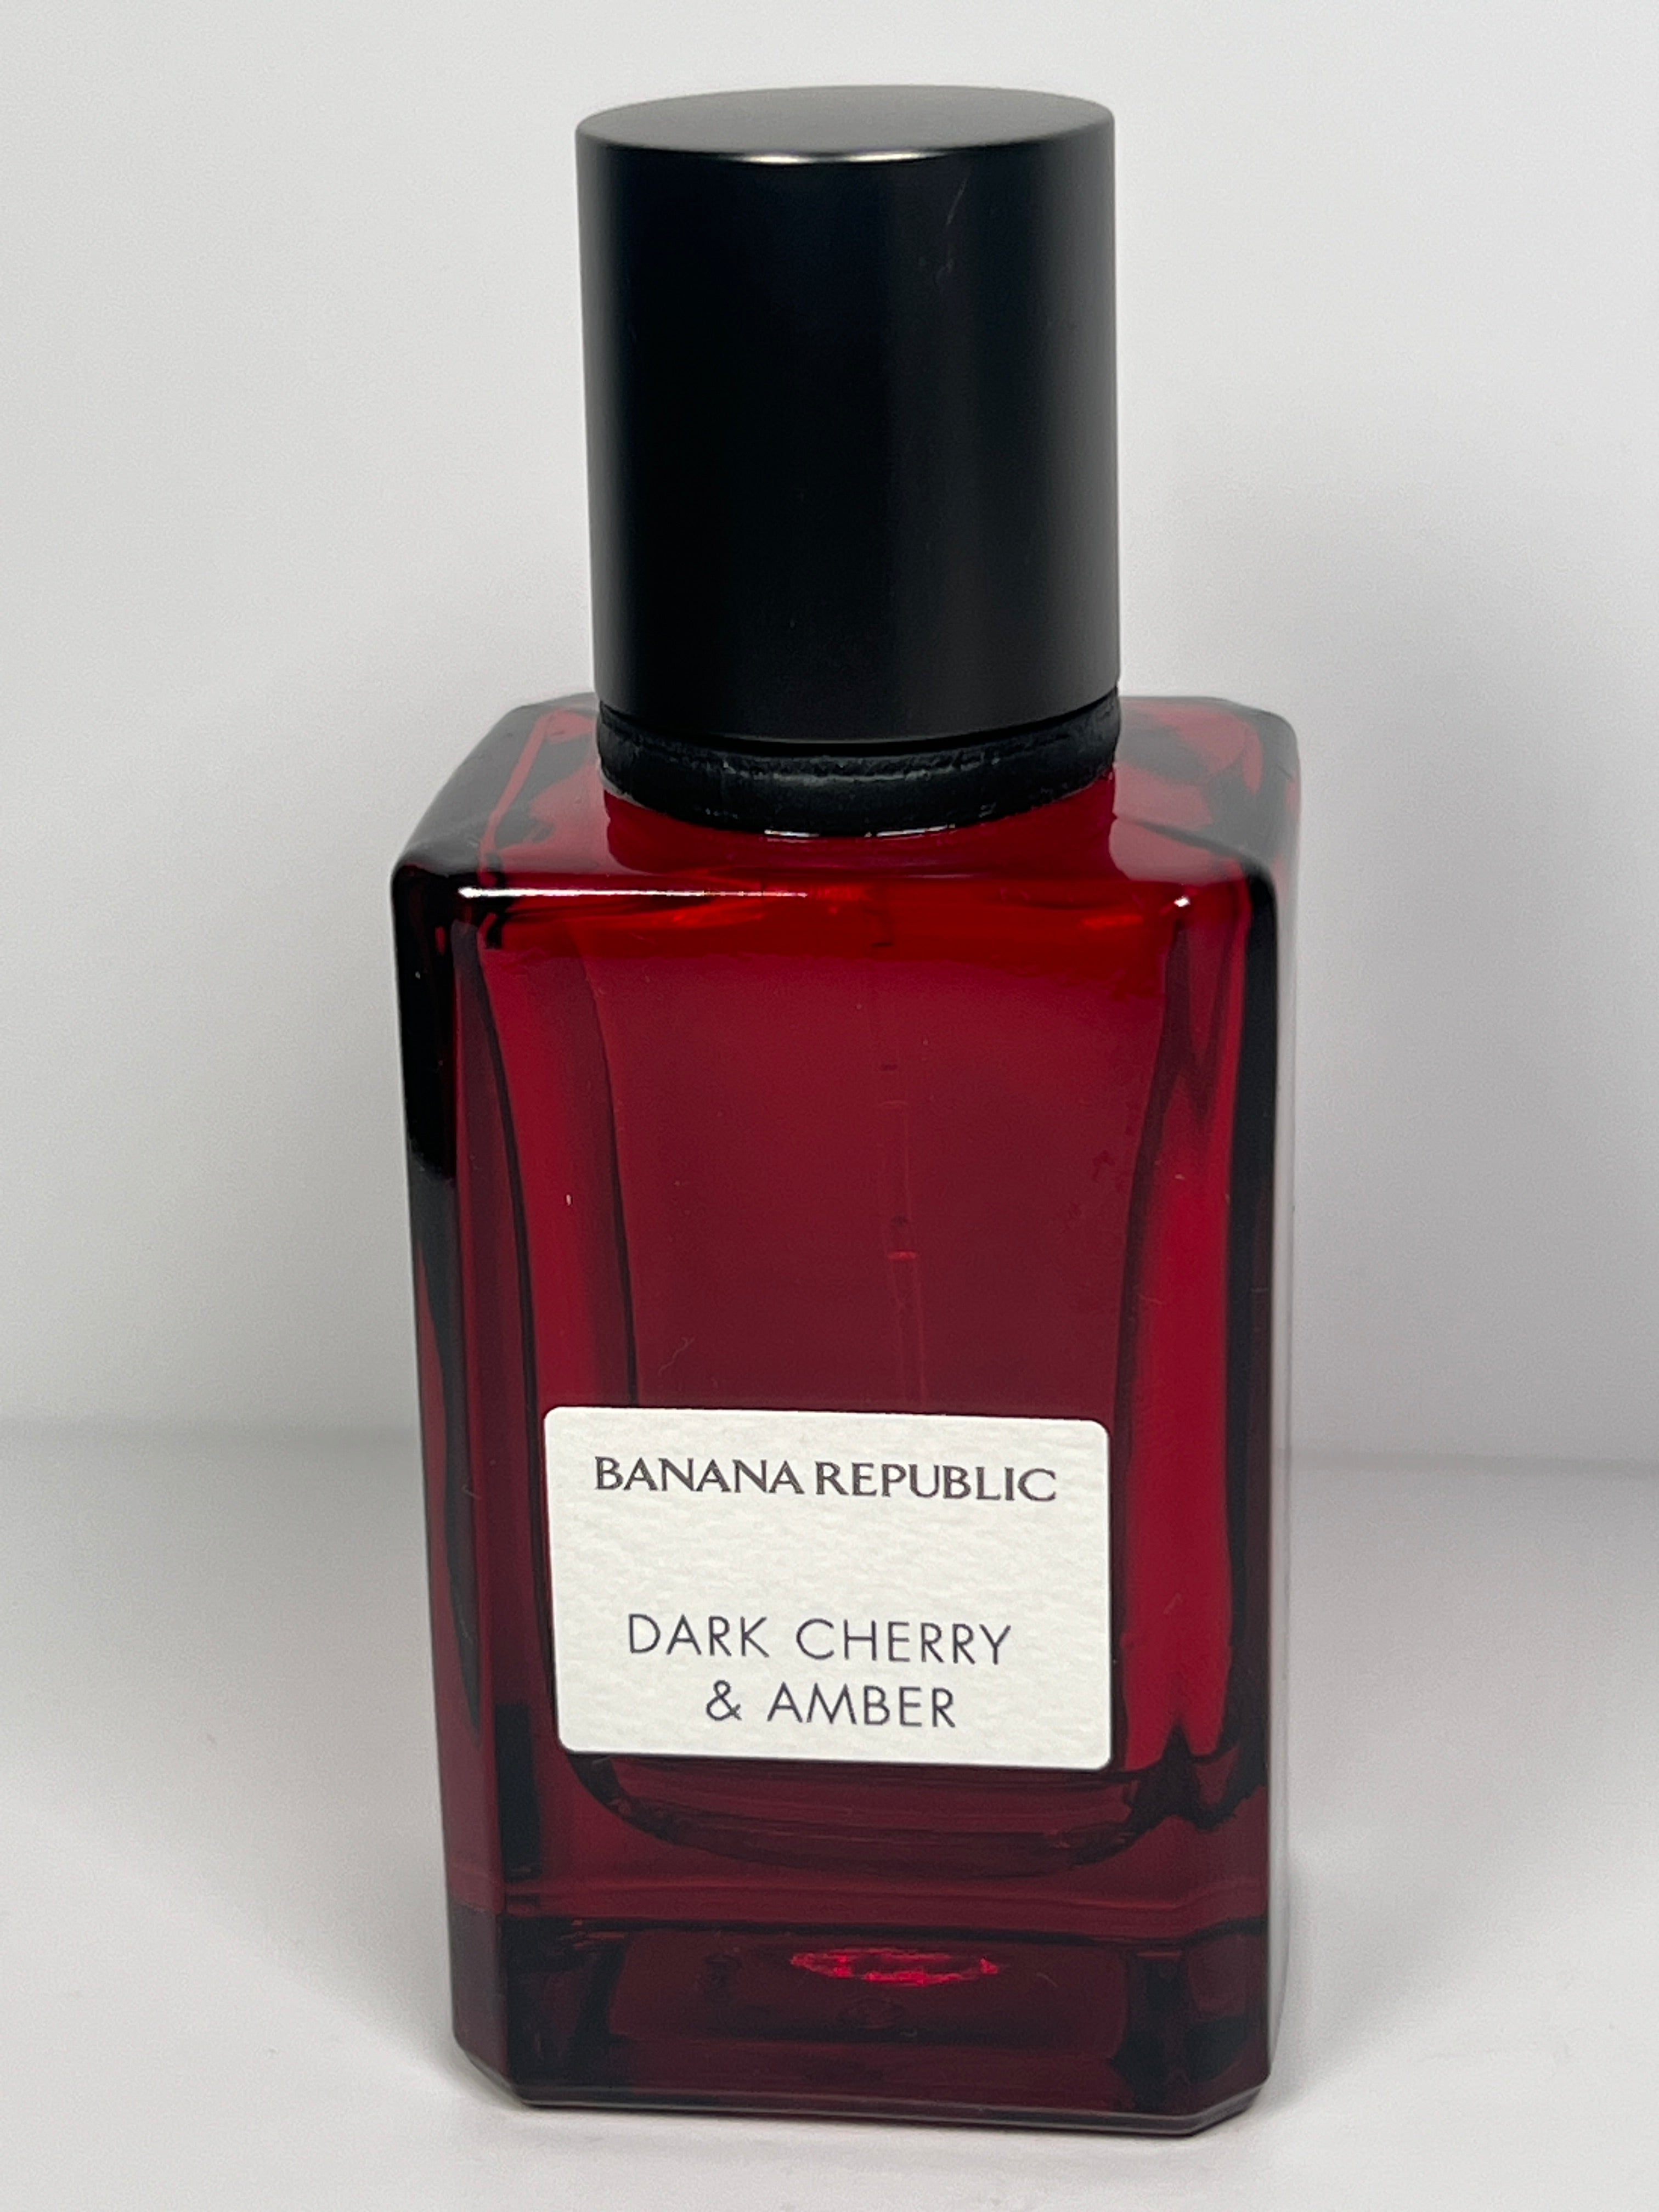 BANANA REPUBLIC
DARK CHERRY
& AMBER